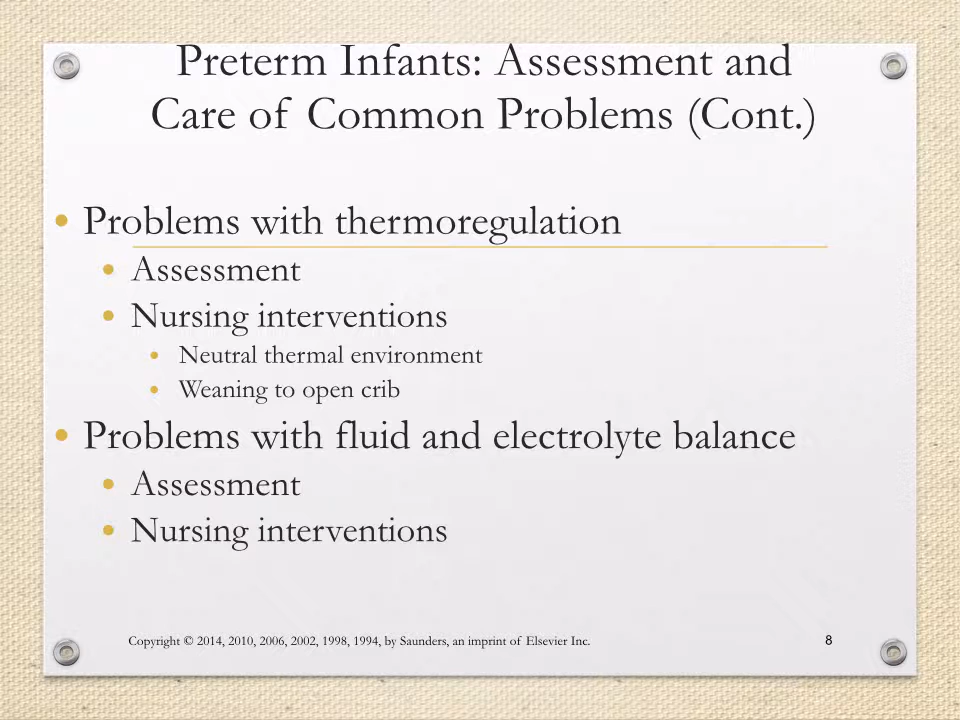 Preterm Infants: Assessment and
Care of Common Problems (Cont.)
• Problems with thermoregulation
• Assessment
• Nursing interventions
• Neutral thermal environment
• Weaning to open crib
• Problems with fluid and electrolyte balance
• Assessment
• Nursing interventions
Copyright © 2014, 2010, 2006, 2002, 1998, 1994, by Saunders, an imprint of Elsevier Inc.
8